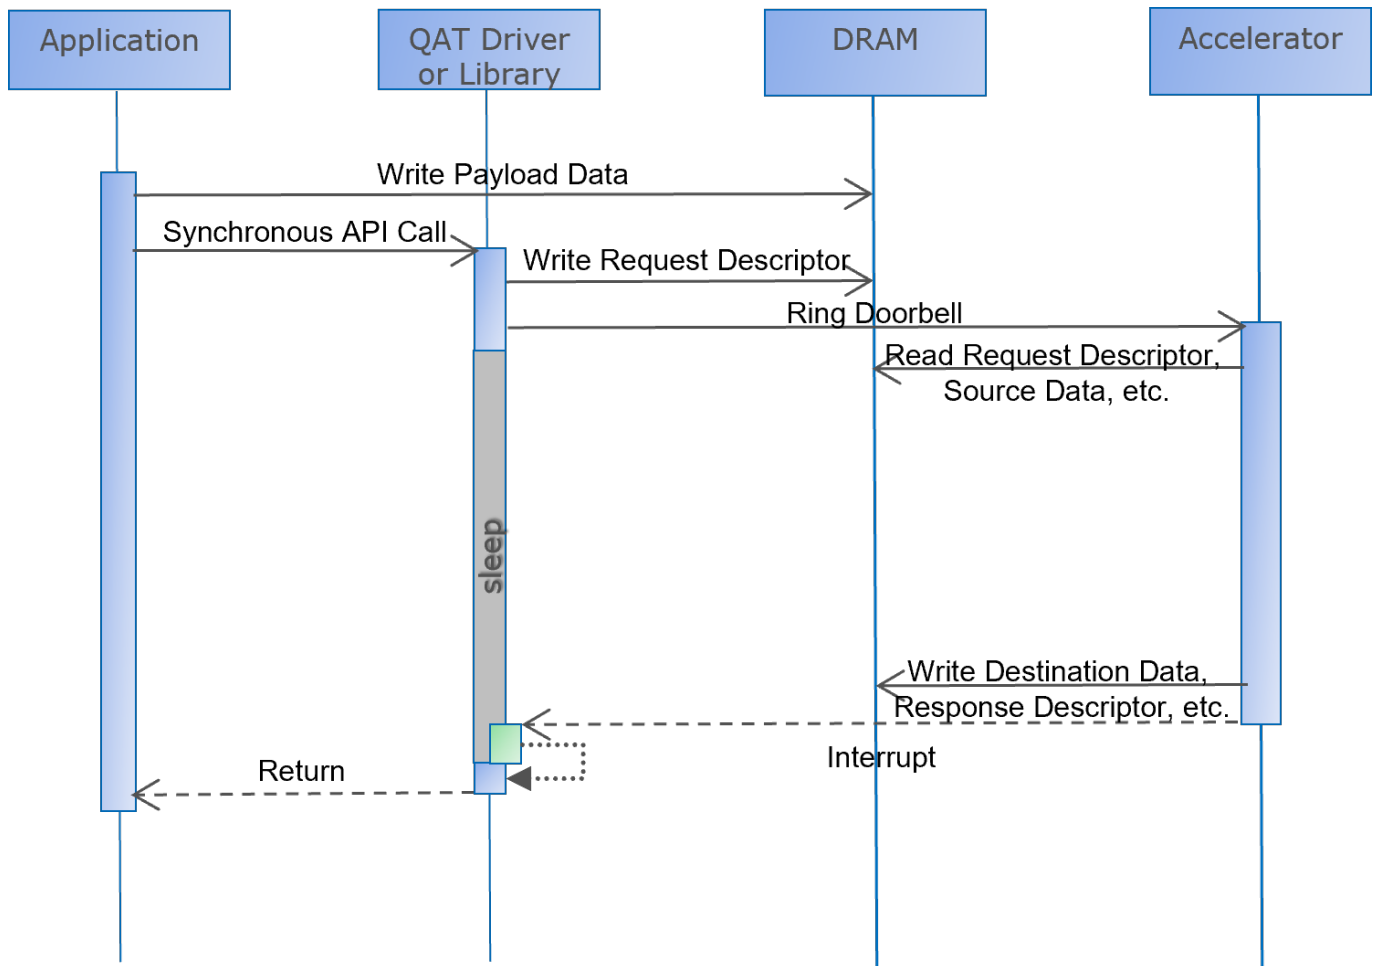 Application
QAT Driver
or Library
DRAM
Accelerator
Write Payload Data
Synchronous API Call
Write Request Descriptor
Ring Doorbell
Read Request Descriptor,
Source Data, etc.
sleep
Write Destination Data,
Response Descriptor, etc.
Interrupt
Return